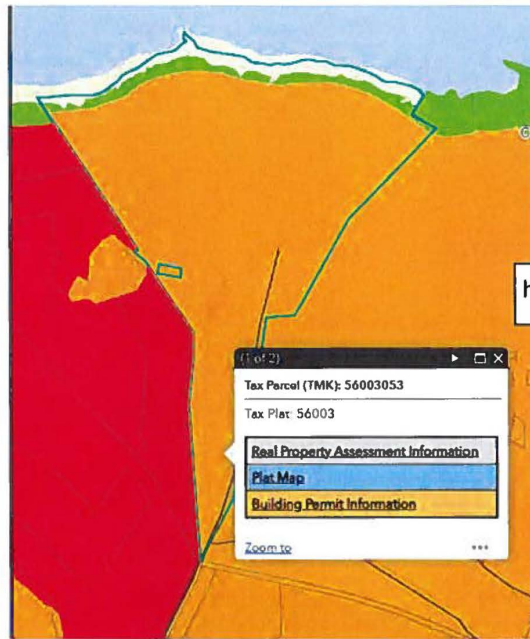 ©
h
(1 of 2)
Tax Parcel (TMK): 56003053
Tax Plat: 56003
Real Property Assessment Information
Plat Map
Building Permit Information
Zoom to